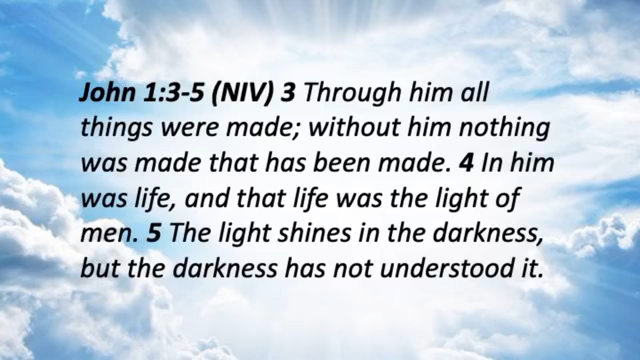 John 1:3-5 (NIV) 3 Through him all
things were made; without him nothing
was made that has been made. 4 In him
was life, and that life was the light of
men. 5 The light shines in the darkness,
but the darkness has not understood it.